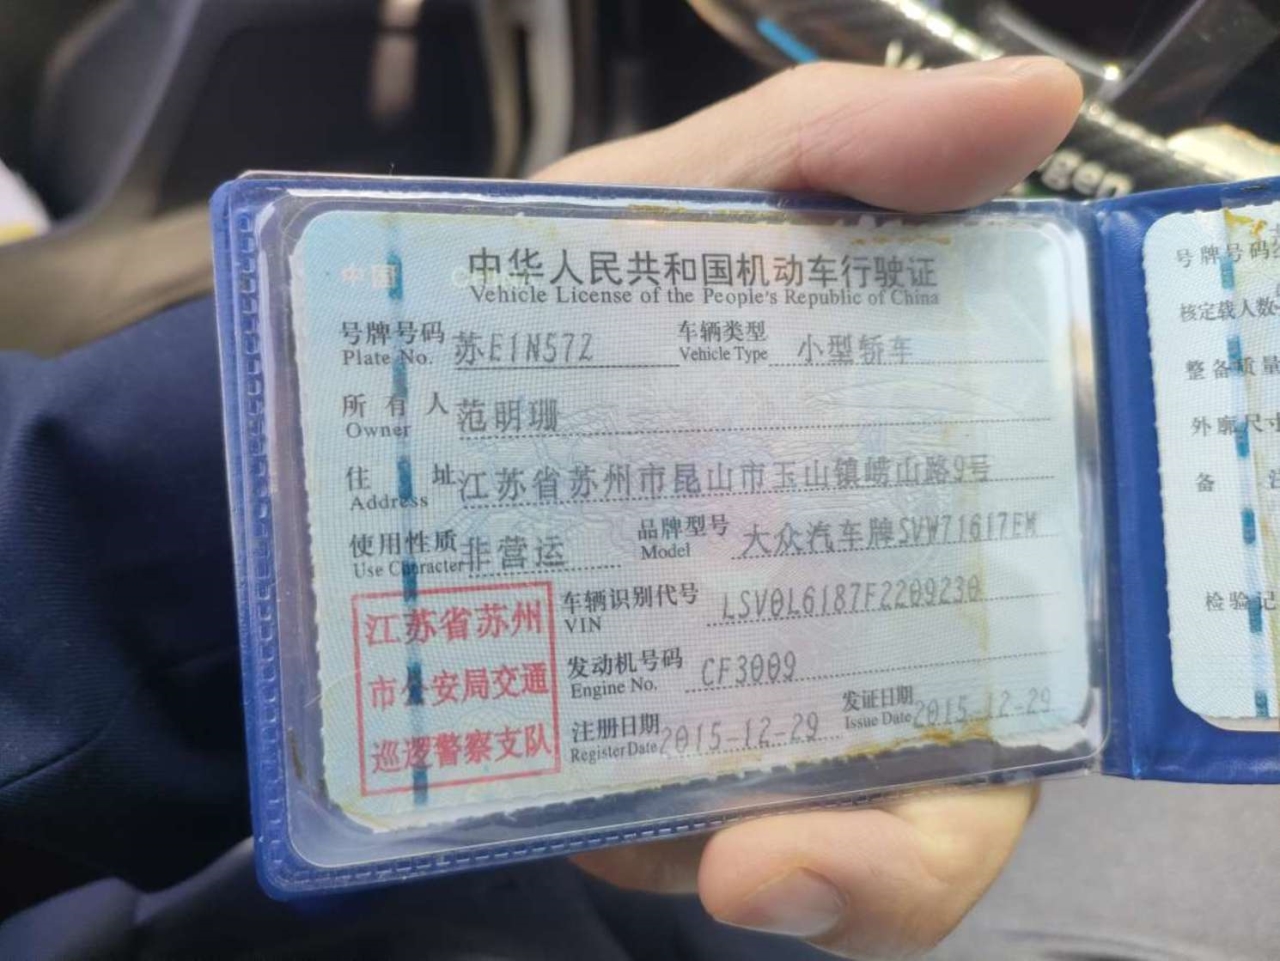 中国
中华人民共和国机动车行驶证
Vehicle License of the People's Republic of China
号牌号码 苏E1N57Z 车辆类型 小型轿车
Plate No. Vehicle Type
所有人 范明珊
Owner
住址 江苏省苏州市昆山市玉山镇崂山路9号
Address
使用性质 非营运 品牌型号 大众汽车牌SVW71617EM
Use Character Model
江苏省苏州
市公安局交通
巡逻警察支队
车辆识别代号 LSV0L6187F2209230
VIN
发动机号码 CF3009
Engine No.
注册日期 2015-12-29 发证日期 2015-12-29
Register Date Issue Date
号牌号码
核定载人数
整备质量
外廓尺寸
备
检验记
gen